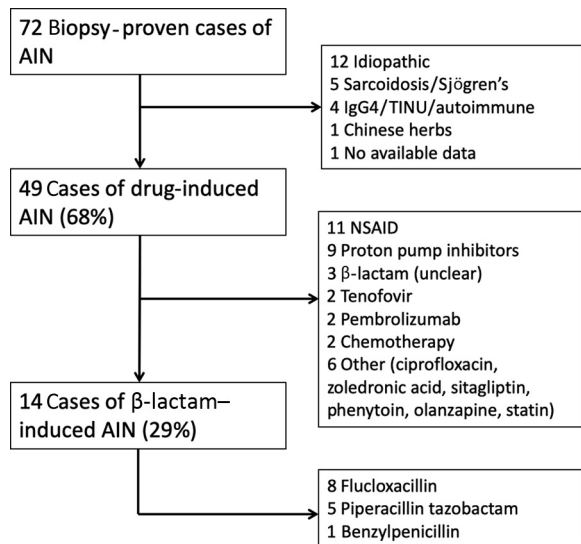 72 Biopsy-proven cases of
AIN
12 Idiopathic
5 Sarcoidosis/Sjögren's
4 IgG4/TINU/autoimmune
1 Chinese herbs
1 No available data
49 Cases of drug-induced
AIN (68%)
11 NSAID
9 Proton pump inhibitors
3 β-lactam (unclear)
2 Tenofovir
2 Pembrolizumab
2 Chemotherapy
6 Other (ciprofloxacin,
zoledronic acid, sitagliptin,
phenytoin, olanzapine, statin)
14 Cases of β-lactam–
induced AIN (29%)
8 Flucloxacillin
5 Piperacillin tazobactam
1 Benzylpenicillin